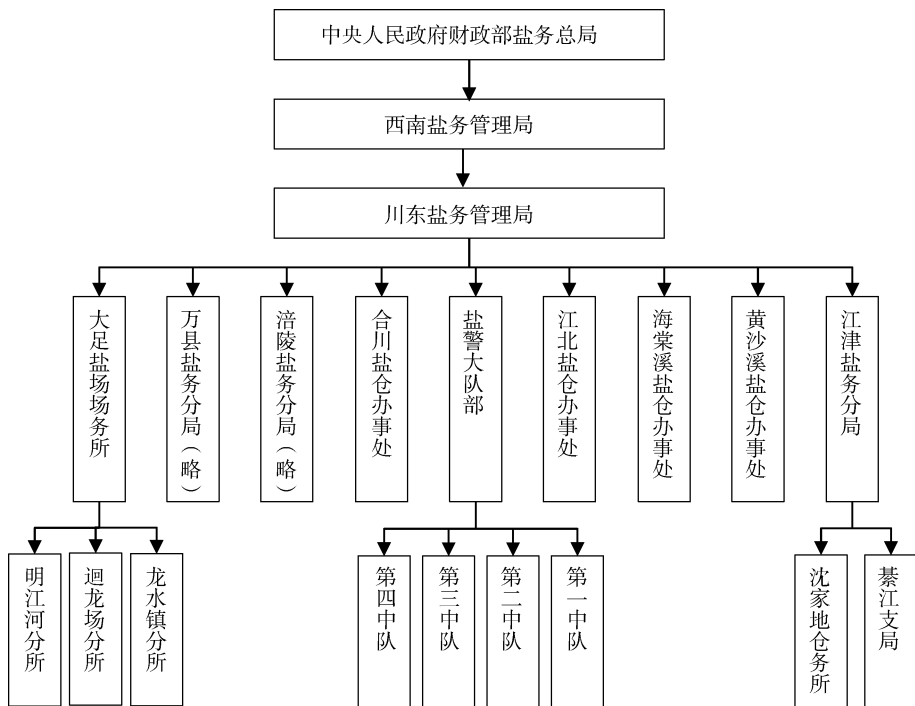 中央人民政府财政部盐务总局
西南盐务管理局
川东盐务管理局
大足盐场场务所
万县盐务分局（略）
涪陵盐务分局（略）
合川盐仓办事处
盐警大队部
江北盐仓办事处
海棠溪盐仓办事处
黄沙溪盐仓办事处
江津盐务分局
明江河分所
迴龙场分所
龙水镇分所
第四中队
第三中队
第二中队
第一中队
沈家地仓务所
綦江支局